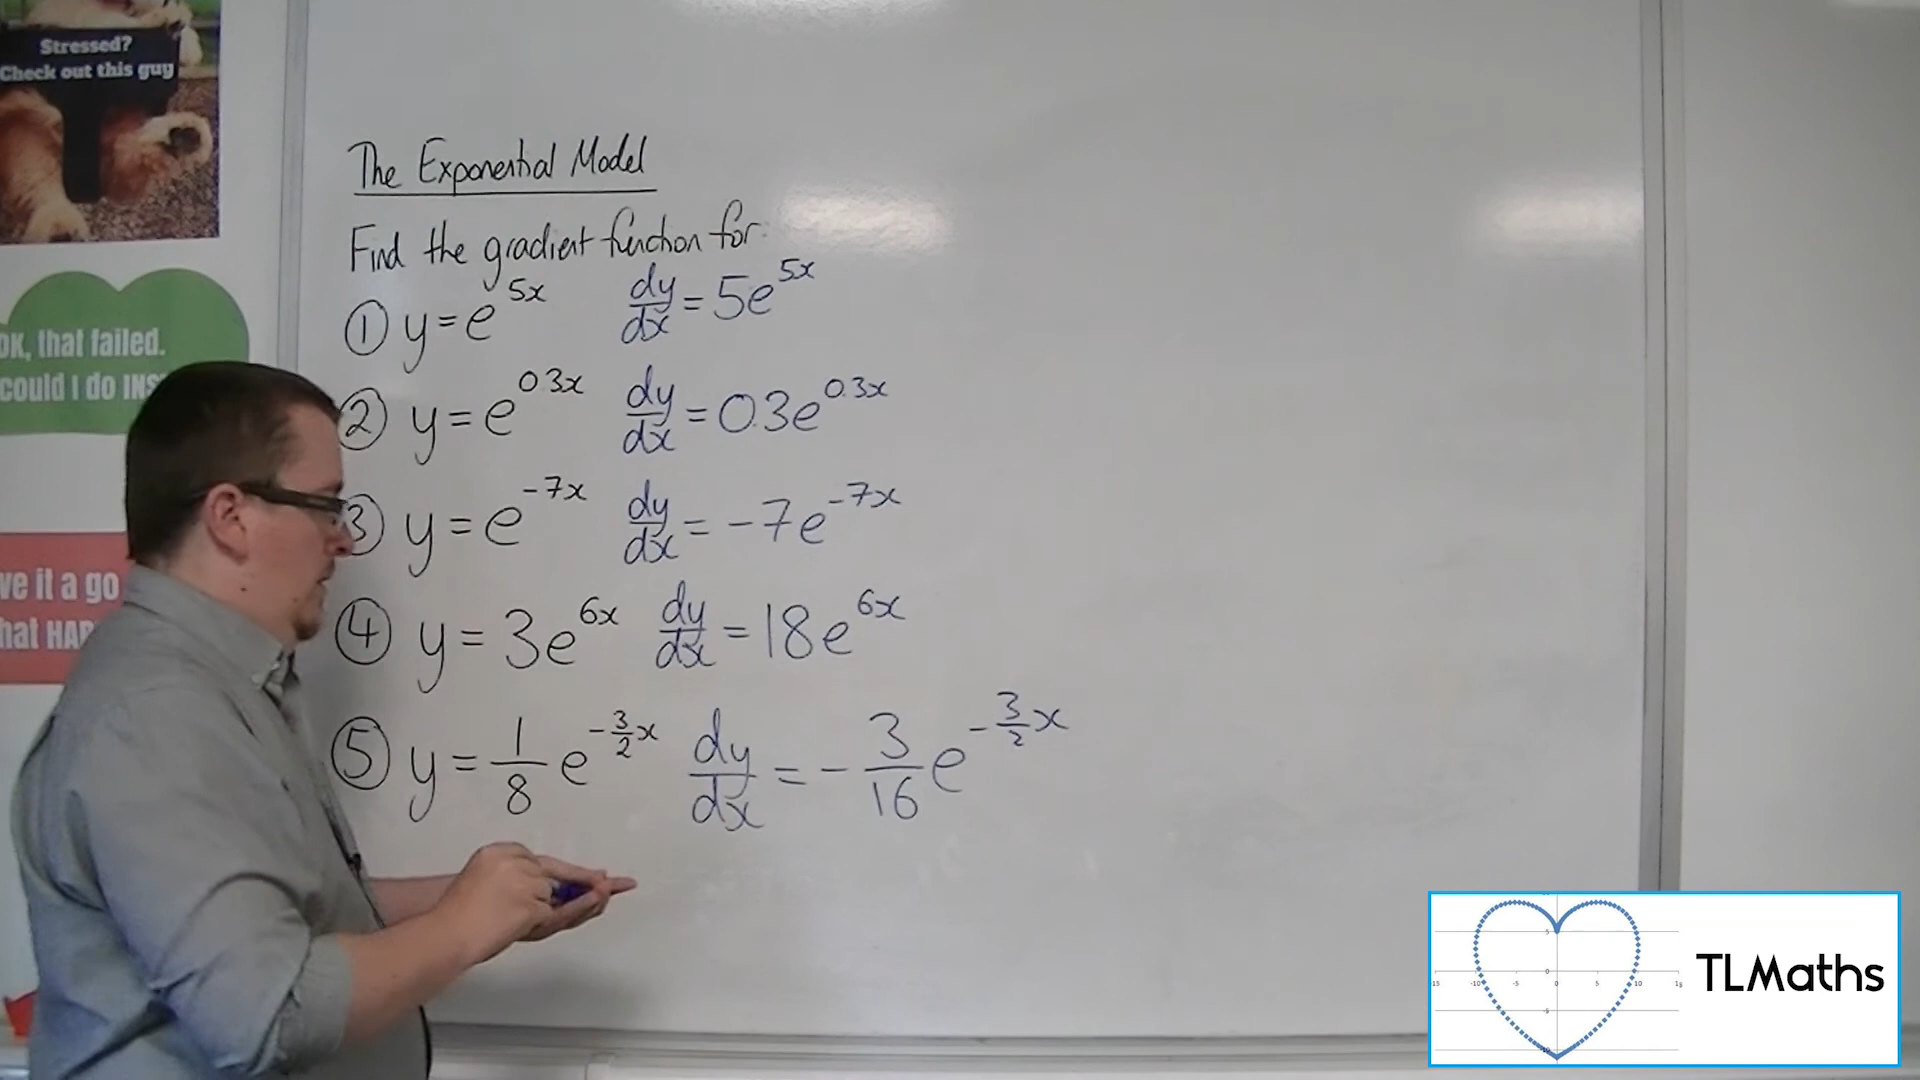 Stressed?
Check out this guy
The Exponential Model
Find the gradient function for:
① y = e^{5x} dy/dx = 5e^{5x}
② y = e^{0.3x} dy/dx = 0.3e^{0.3x}
③ y = e^{-7x} dy/dx = -7e^{-7x}
④ y = 3e^{6x} dy/dx = 18e^{6x}
⑤ y = 1/8 e^{-3/2 x} dy/dx = -3/16 e^{-3/2 x}
OK, that failed.
could I do INS
ve it a go
hat HAP
TLMaths